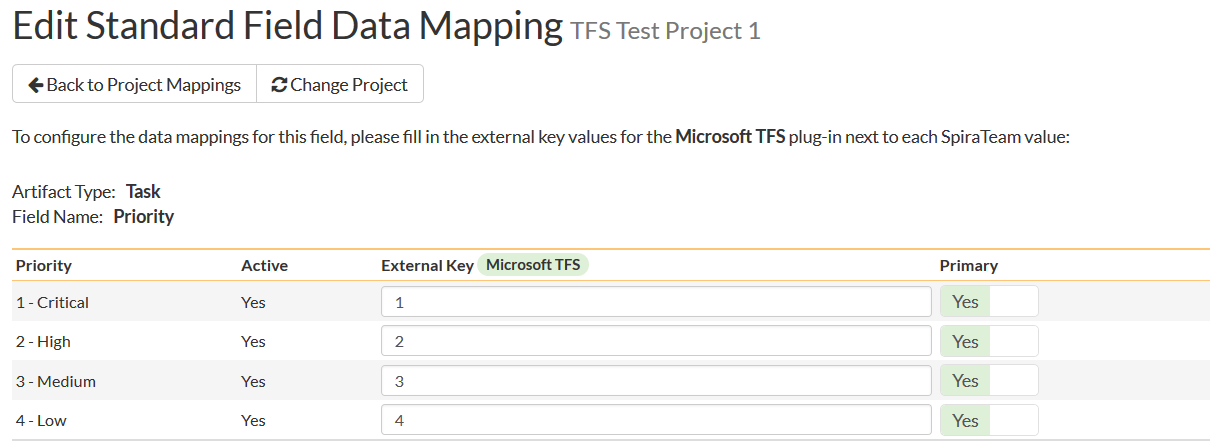 Edit Standard Field Data Mapping TFS Test Project 1
Back to Project Mappings Change Project
To configure the data mappings for this field, please fill in the external key values for the Microsoft TFS plug-in next to each SpiraTeam value:
Artifact Type: Task
Field Name: Priority
Priority Active External Key Microsoft TFS Primary
1 - Critical Yes 1 Yes
2 - High Yes 2 Yes
3 - Medium Yes 3 Yes
4 - Low Yes 4 Yes